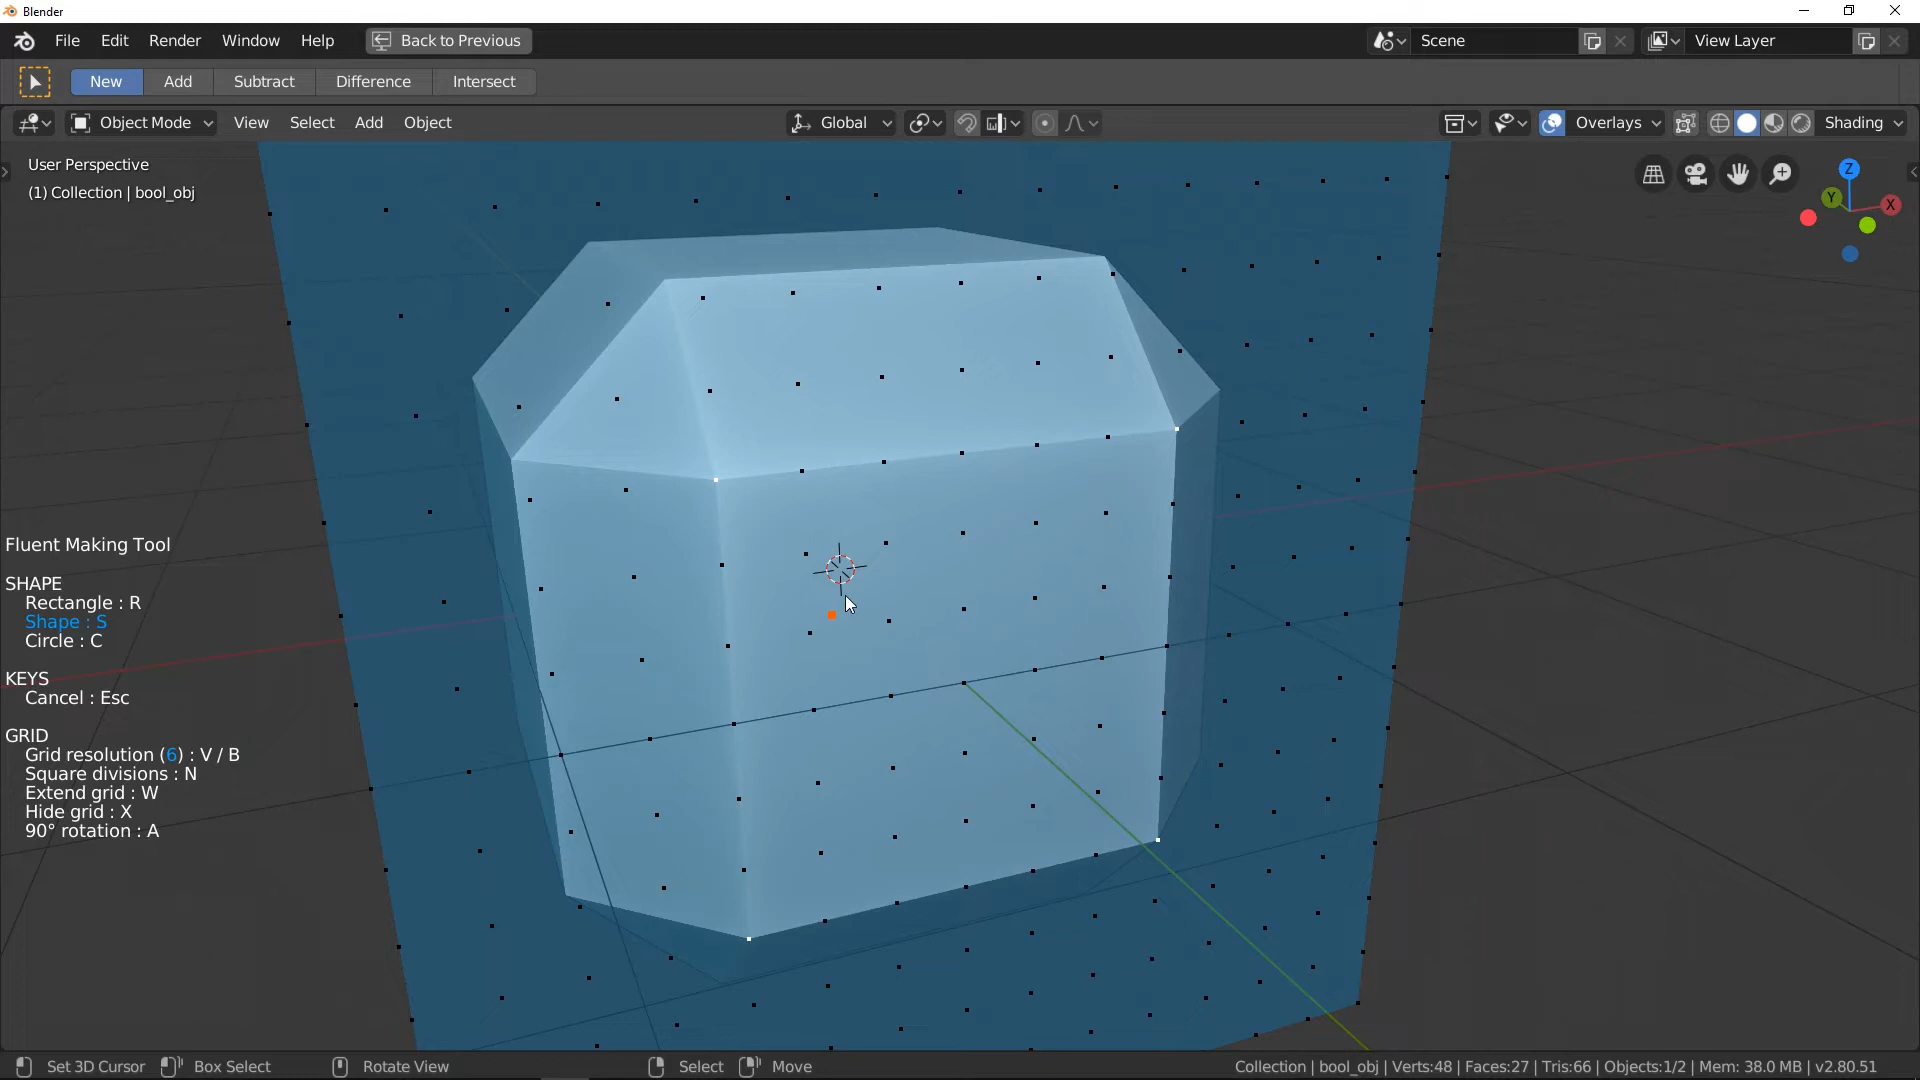 Blender
File Edit Render Window Help Back to Previous Scene View Layer
New Add Subtract Difference Intersect
Object Mode View Select Add Object Global Overlays Shading
User Perspective
(1) Collection | bool_obj
Z
Y
X
Fluent Making Tool
SHAPE
Rectangle : R
Shape : S
Circle : C
KEYS
Cancel : Esc
GRID
Grid resolution (6) : V / B
Square divisions : N
Extend grid : W
Hide grid : X
90° rotation : A
Set 3D Cursor Box Select Rotate View Select Move Collection | bool_obj | Verts:48 | Faces:27 | Tris:66 | Objects:1/2 | Mem: 38.0 MB | v2.80.51